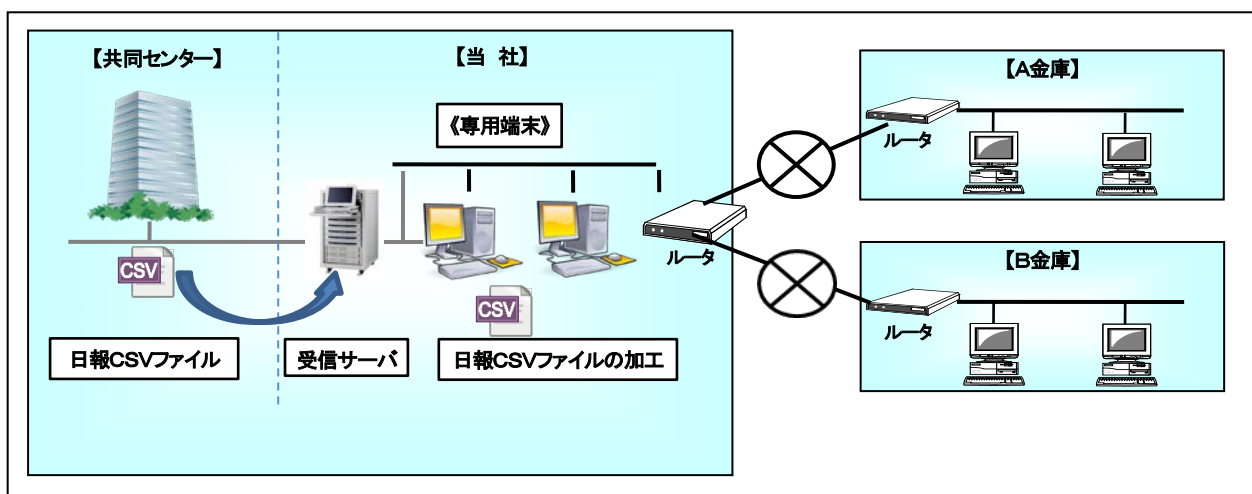 【共同センター】
【当 社】
《専用端末》
CSV
CSV
日報CSVファイル
受信サーバ
日報CSVファイルの加工
ルータ
【A金庫】
ルータ
【B金庫】
ルータ